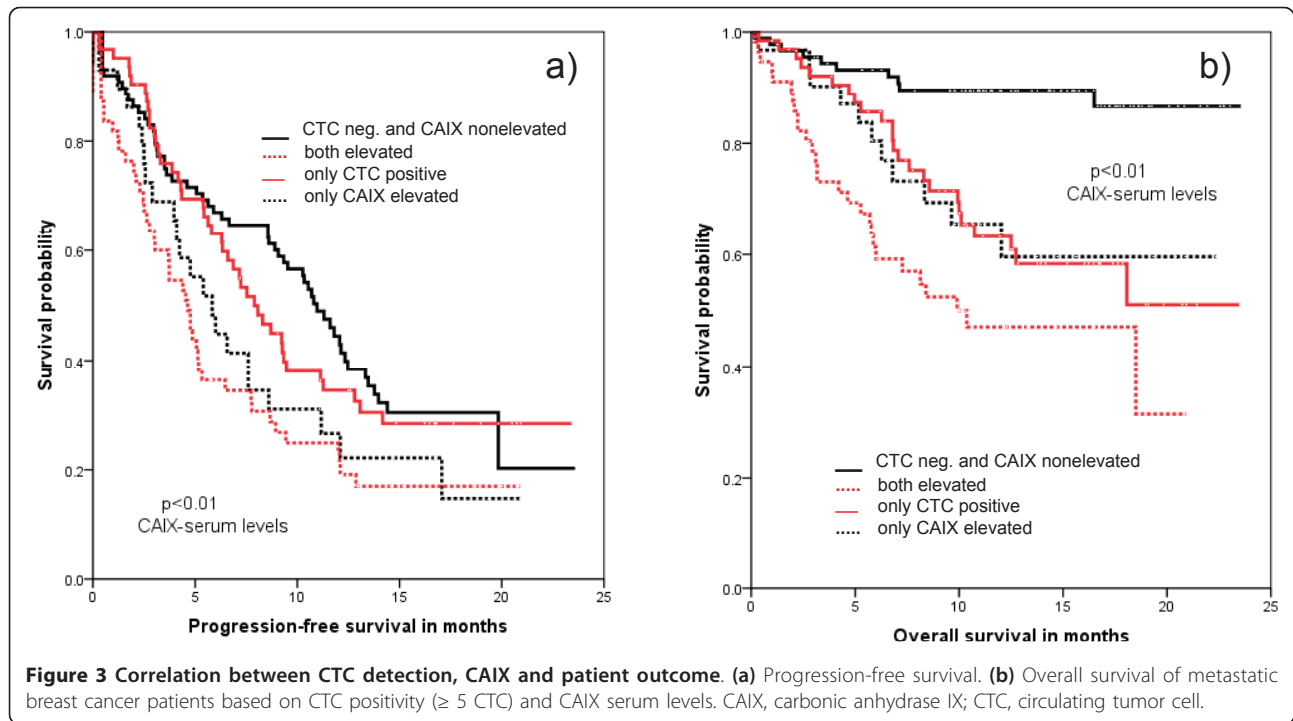 a)
CTC neg. and CAIX nonelevated
both elevated
only CTC positive
only CAIX elevated
p<0.01
CAIX-serum levels
Survival probability
1.0
0.8
0.6
0.4
0.2
0.0
0 5 10 15 20 25
Progression-free survival in months
b)
p<0.01
CAIX-serum levels
CTC neg. and CAIX nonelevated
both elevated
only CTC positive
only CAIX elevated
Survival probability
1.0
0.8
0.6
0.4
0.2
0.0
0 5 10 15 20 25
Overall survival in months
Figure 3 Correlation between CTC detection, CAIX and patient outcome. (a) Progression-free survival. (b) Overall survival of metastatic
breast cancer patients based on CTC positivity (≥ 5 CTC) and CAIX serum levels. CAIX, carbonic anhydrase IX; CTC, circulating tumor cell.